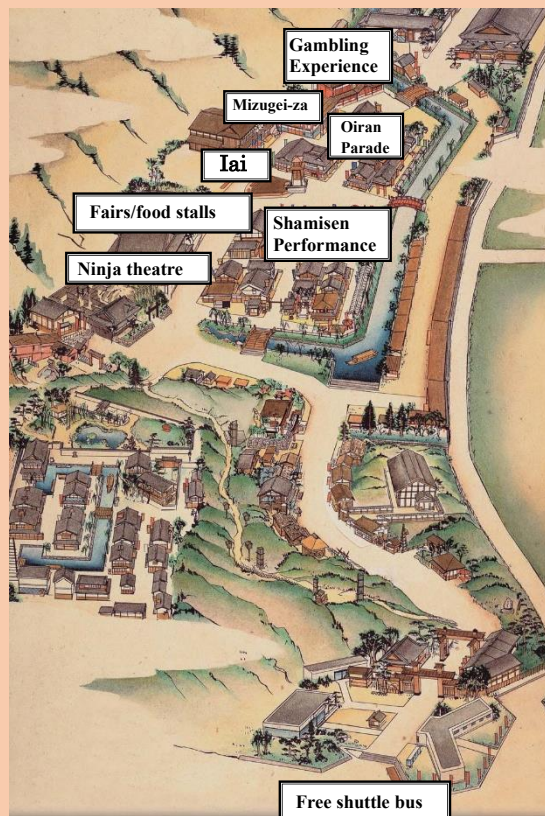 Gambling
Experience
Mizugei-za
Oiran
Parade
Iai
Fairs/food stalls
Shamisen
Performance
Ninja theatre
Free shuttle bus